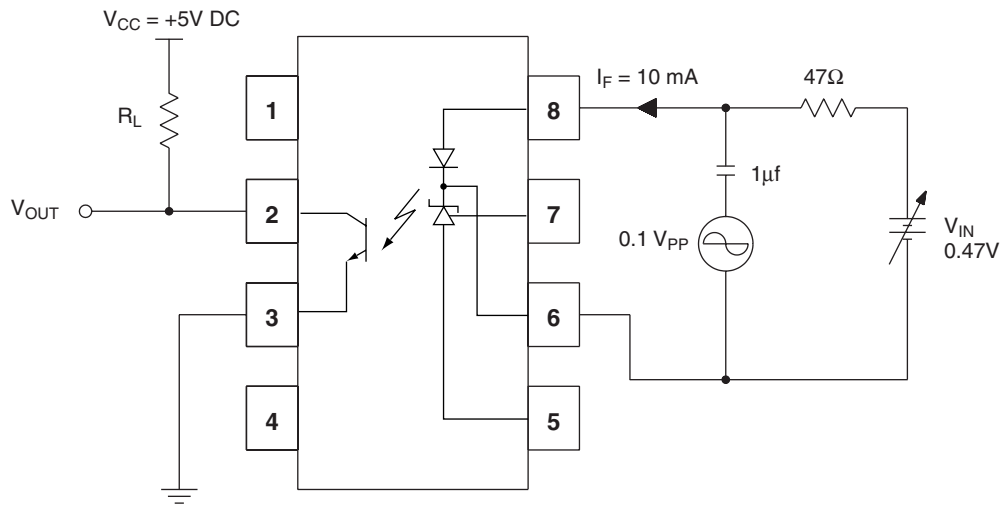 V_CC = +5V DC
R_L
V_OUT
1
2
3
4
8
7
6
5
I_F = 10 mA
47Ω
1μf
0.1 V_PP
V_IN
0.47V